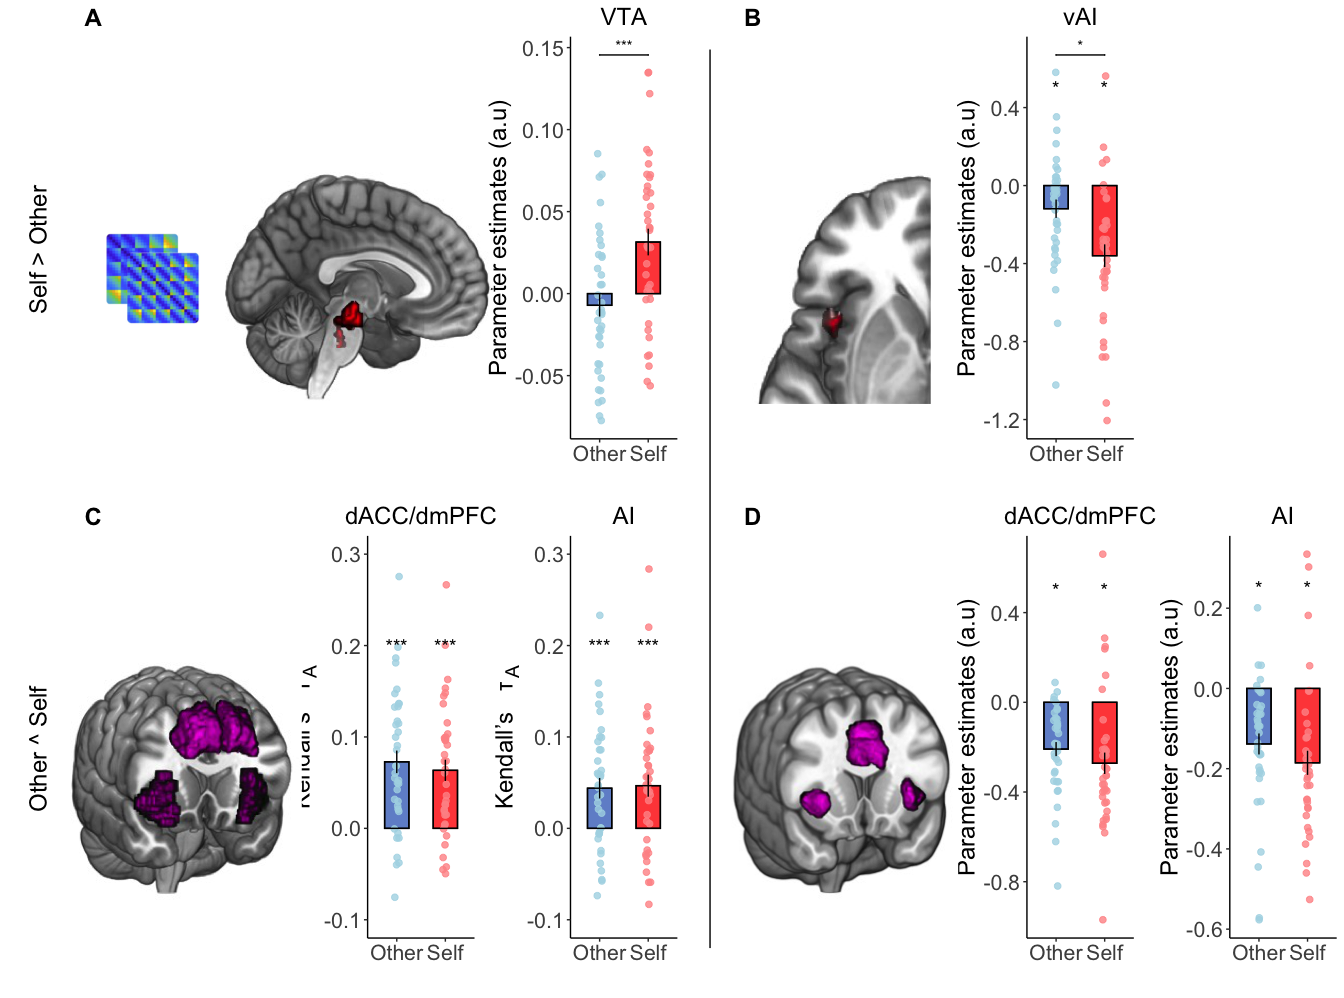 A
VTA
Self > Other
Parameter estimates (a.u)
0.15
0.10
0.05
0.00
-0.05
***
Other Self
B
vAI
Parameter estimates (a.u)
0.4
0.0
-0.4
-0.8
-1.2
*
* *
Other Self
C
Other ^ Self
dACC/dmPFC
0.3
0.2
0.1
0.0
-0.1
*** ***
Other Self
AI
Kendall's τA
0.3
0.2
0.1
0.0
-0.1
*** ***
Other Self
D
dACC/dmPFC
Parameter estimates (a.u)
0.4
0.0
-0.4
-0.8
* *
Other Self
AI
Parameter estimates (a.u)
0.2
0.0
-0.2
-0.4
-0.6
* *
Other Self